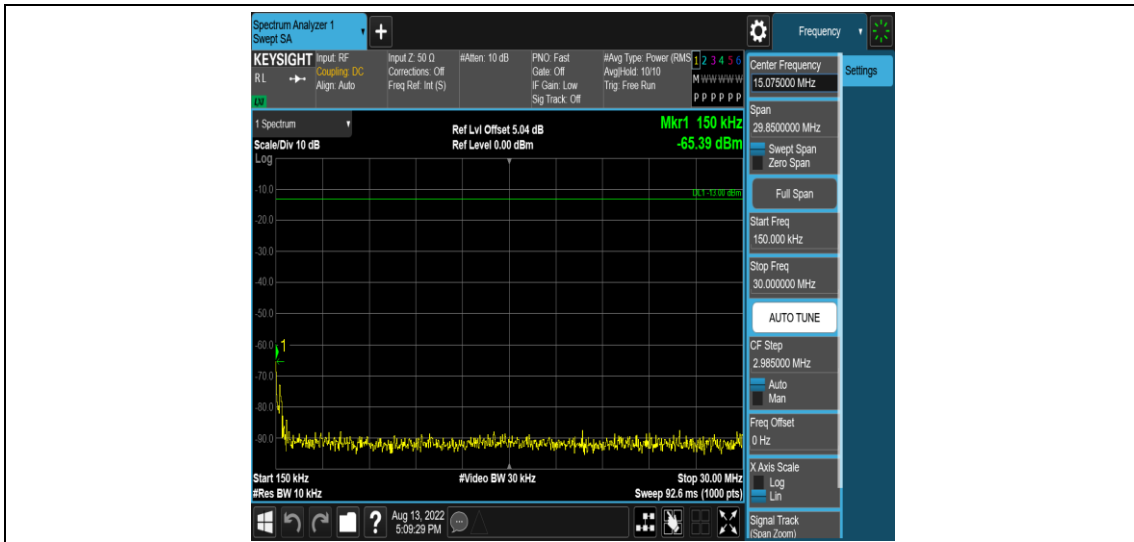 Spectrum Analyzer 1
Swept SA
Frequency
KEYSIGHT
Input: RF
Coupling: DC
Align: Auto
Input Z: 50 Ω
Corrections: Off
Freq Ref: Int (S)
#Atten: 10 dB
PNO: Fast
Gate: Off
IF Gain: Low
Sig Track: Off
#Avg Type: Power (RMS
Avg|Hold: 10/10
Trig: Free Run
1 2 3 4 5 6
M W W W W W
P P P P P P
RL
LXI
1 Spectrum
Scale/Div 10 dB
Log
Ref Lvl Offset 5.04 dB
Ref Level 0.00 dBm
Mkr1 150 kHz
-65.39 dBm
DL1 -13.00 dBm
-10.0
-20.0
-30.0
-40.0
-50.0
-60.0
1
-70.0
-80.0
-90.0
Start 150 kHz
#Video BW 30 kHz
Stop 30.00 MHz
#Res BW 10 kHz
Sweep 92.6 ms (1000 pts)
Aug 13, 2022
5:09:29 PM
Center Frequency
15.075000 MHz
Settings
Span
29.8500000 MHz
Swept Span
Zero Span
Full Span
Start Freq
150.000 kHz
Stop Freq
30.000000 MHz
AUTO TUNE
CF Step
2.985000 MHz
Auto
Man
Freq Offset
0 Hz
X Axis Scale
Log
Lin
Signal Track
(Span Zoom)